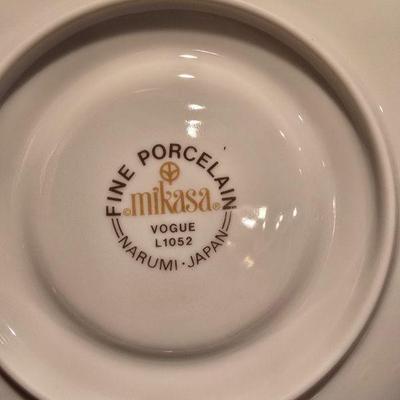 FINE PORCELAIN
©mikasa®
VOGUE
L1052
NARUMI · JAPAN